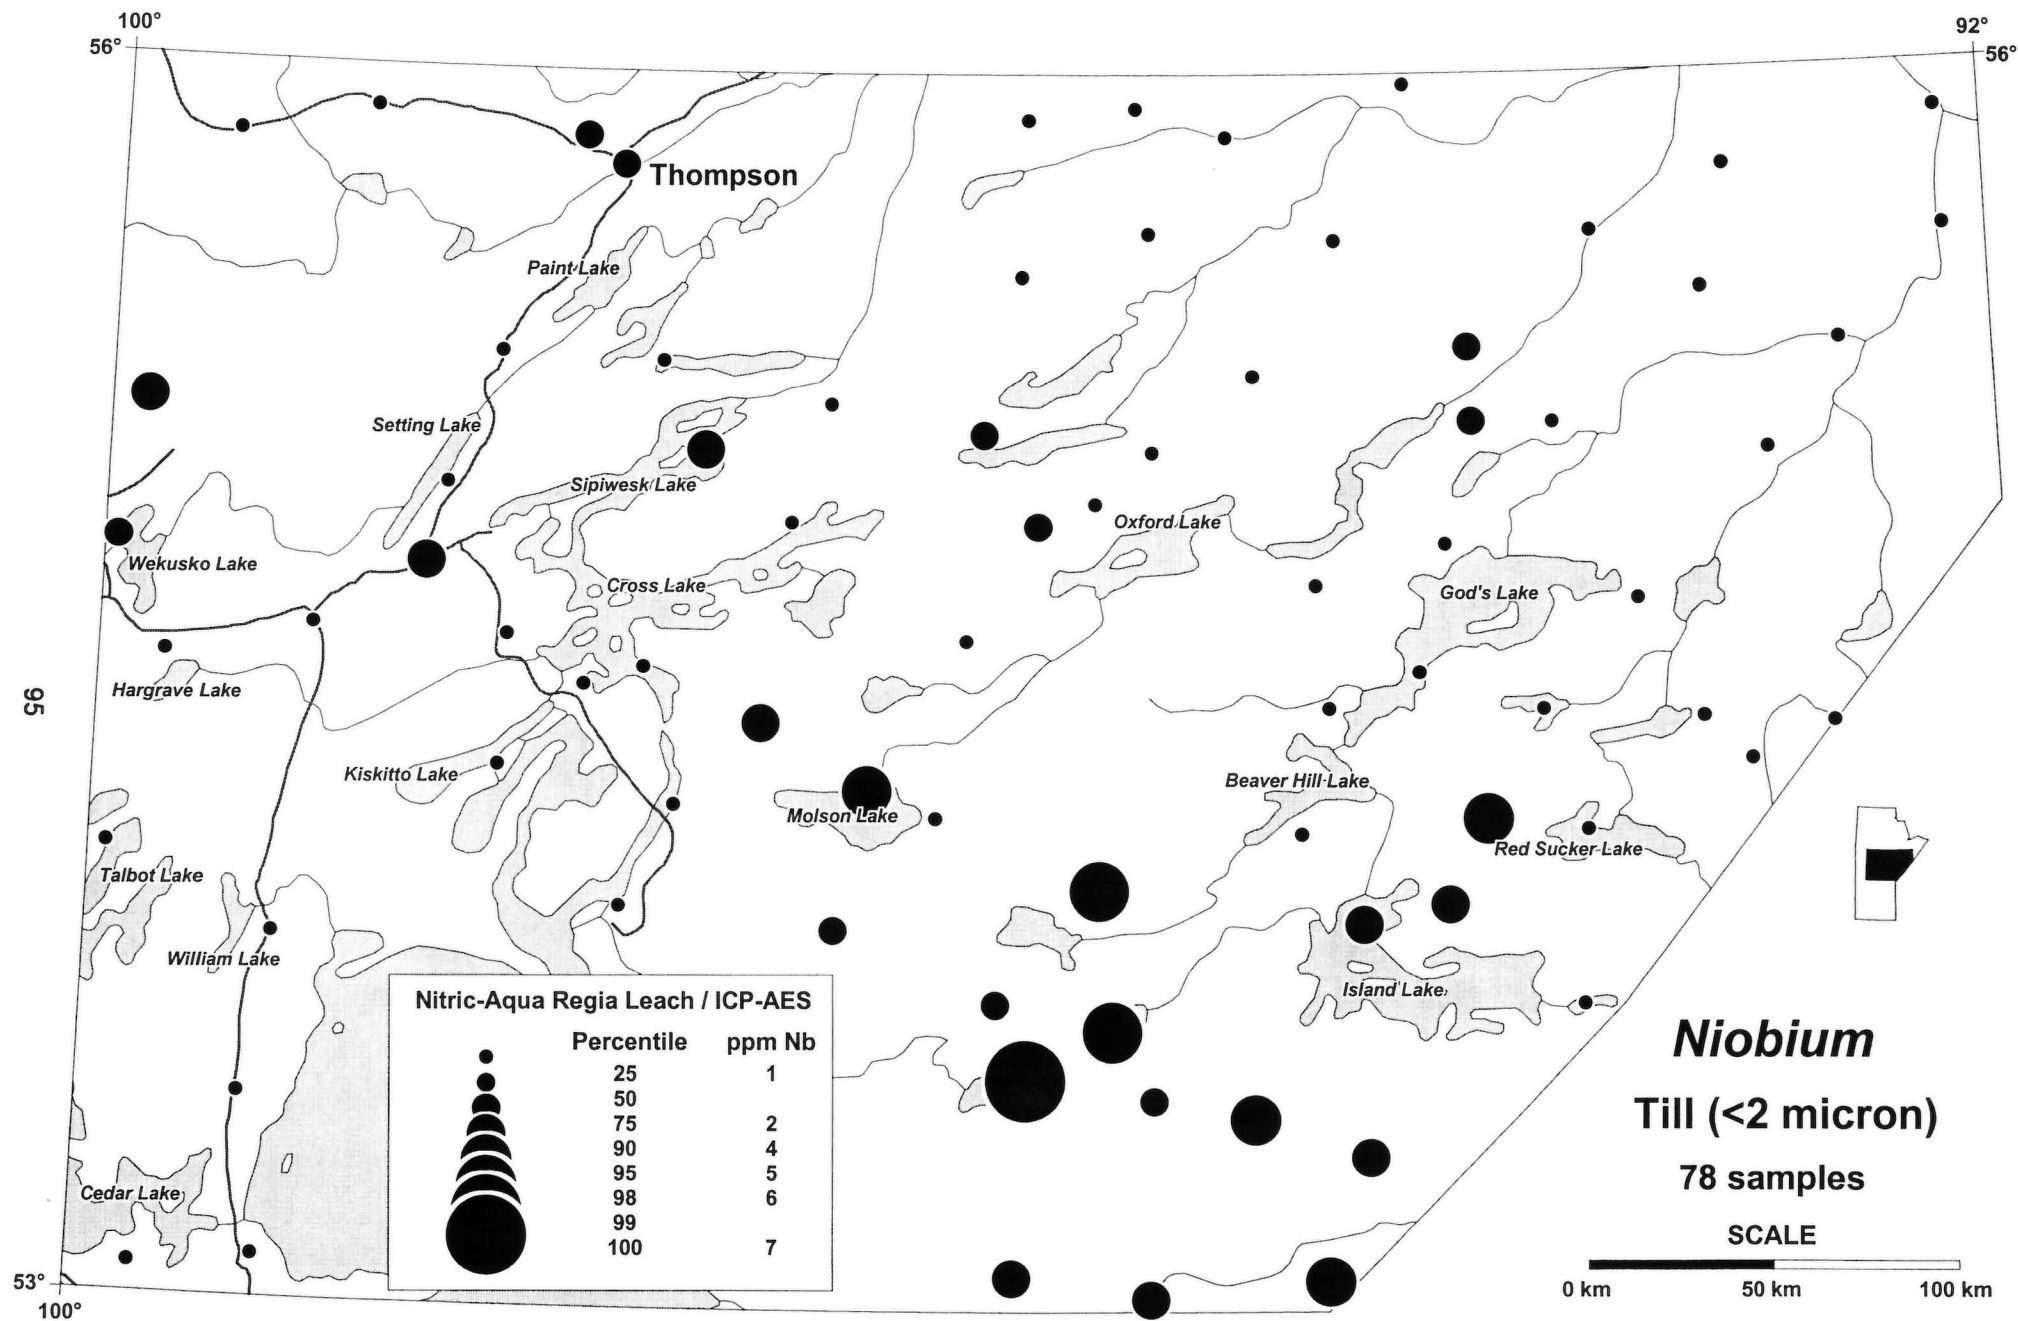 100°
92°
56°
56°
Thompson
Paint Lake
Setting Lake
Sipiwesk Lake
Oxford Lake
Wekusko Lake
Cross Lake
God's Lake
Hargrave Lake
95
Kiskitto Lake
Beaver Hill Lake
Molson Lake
Red Sucker Lake
Talbot Lake
William Lake
Island Lake
Nitric-Aqua Regia Leach / ICP-AES
Percentile ppm Nb
25 1
50
75 2
90 4
95 5
98 6
99
100 7
Niobium
Till (<2 micron)
78 samples
Cedar Lake
SCALE
0 km 50 km 100 km
53°
100°